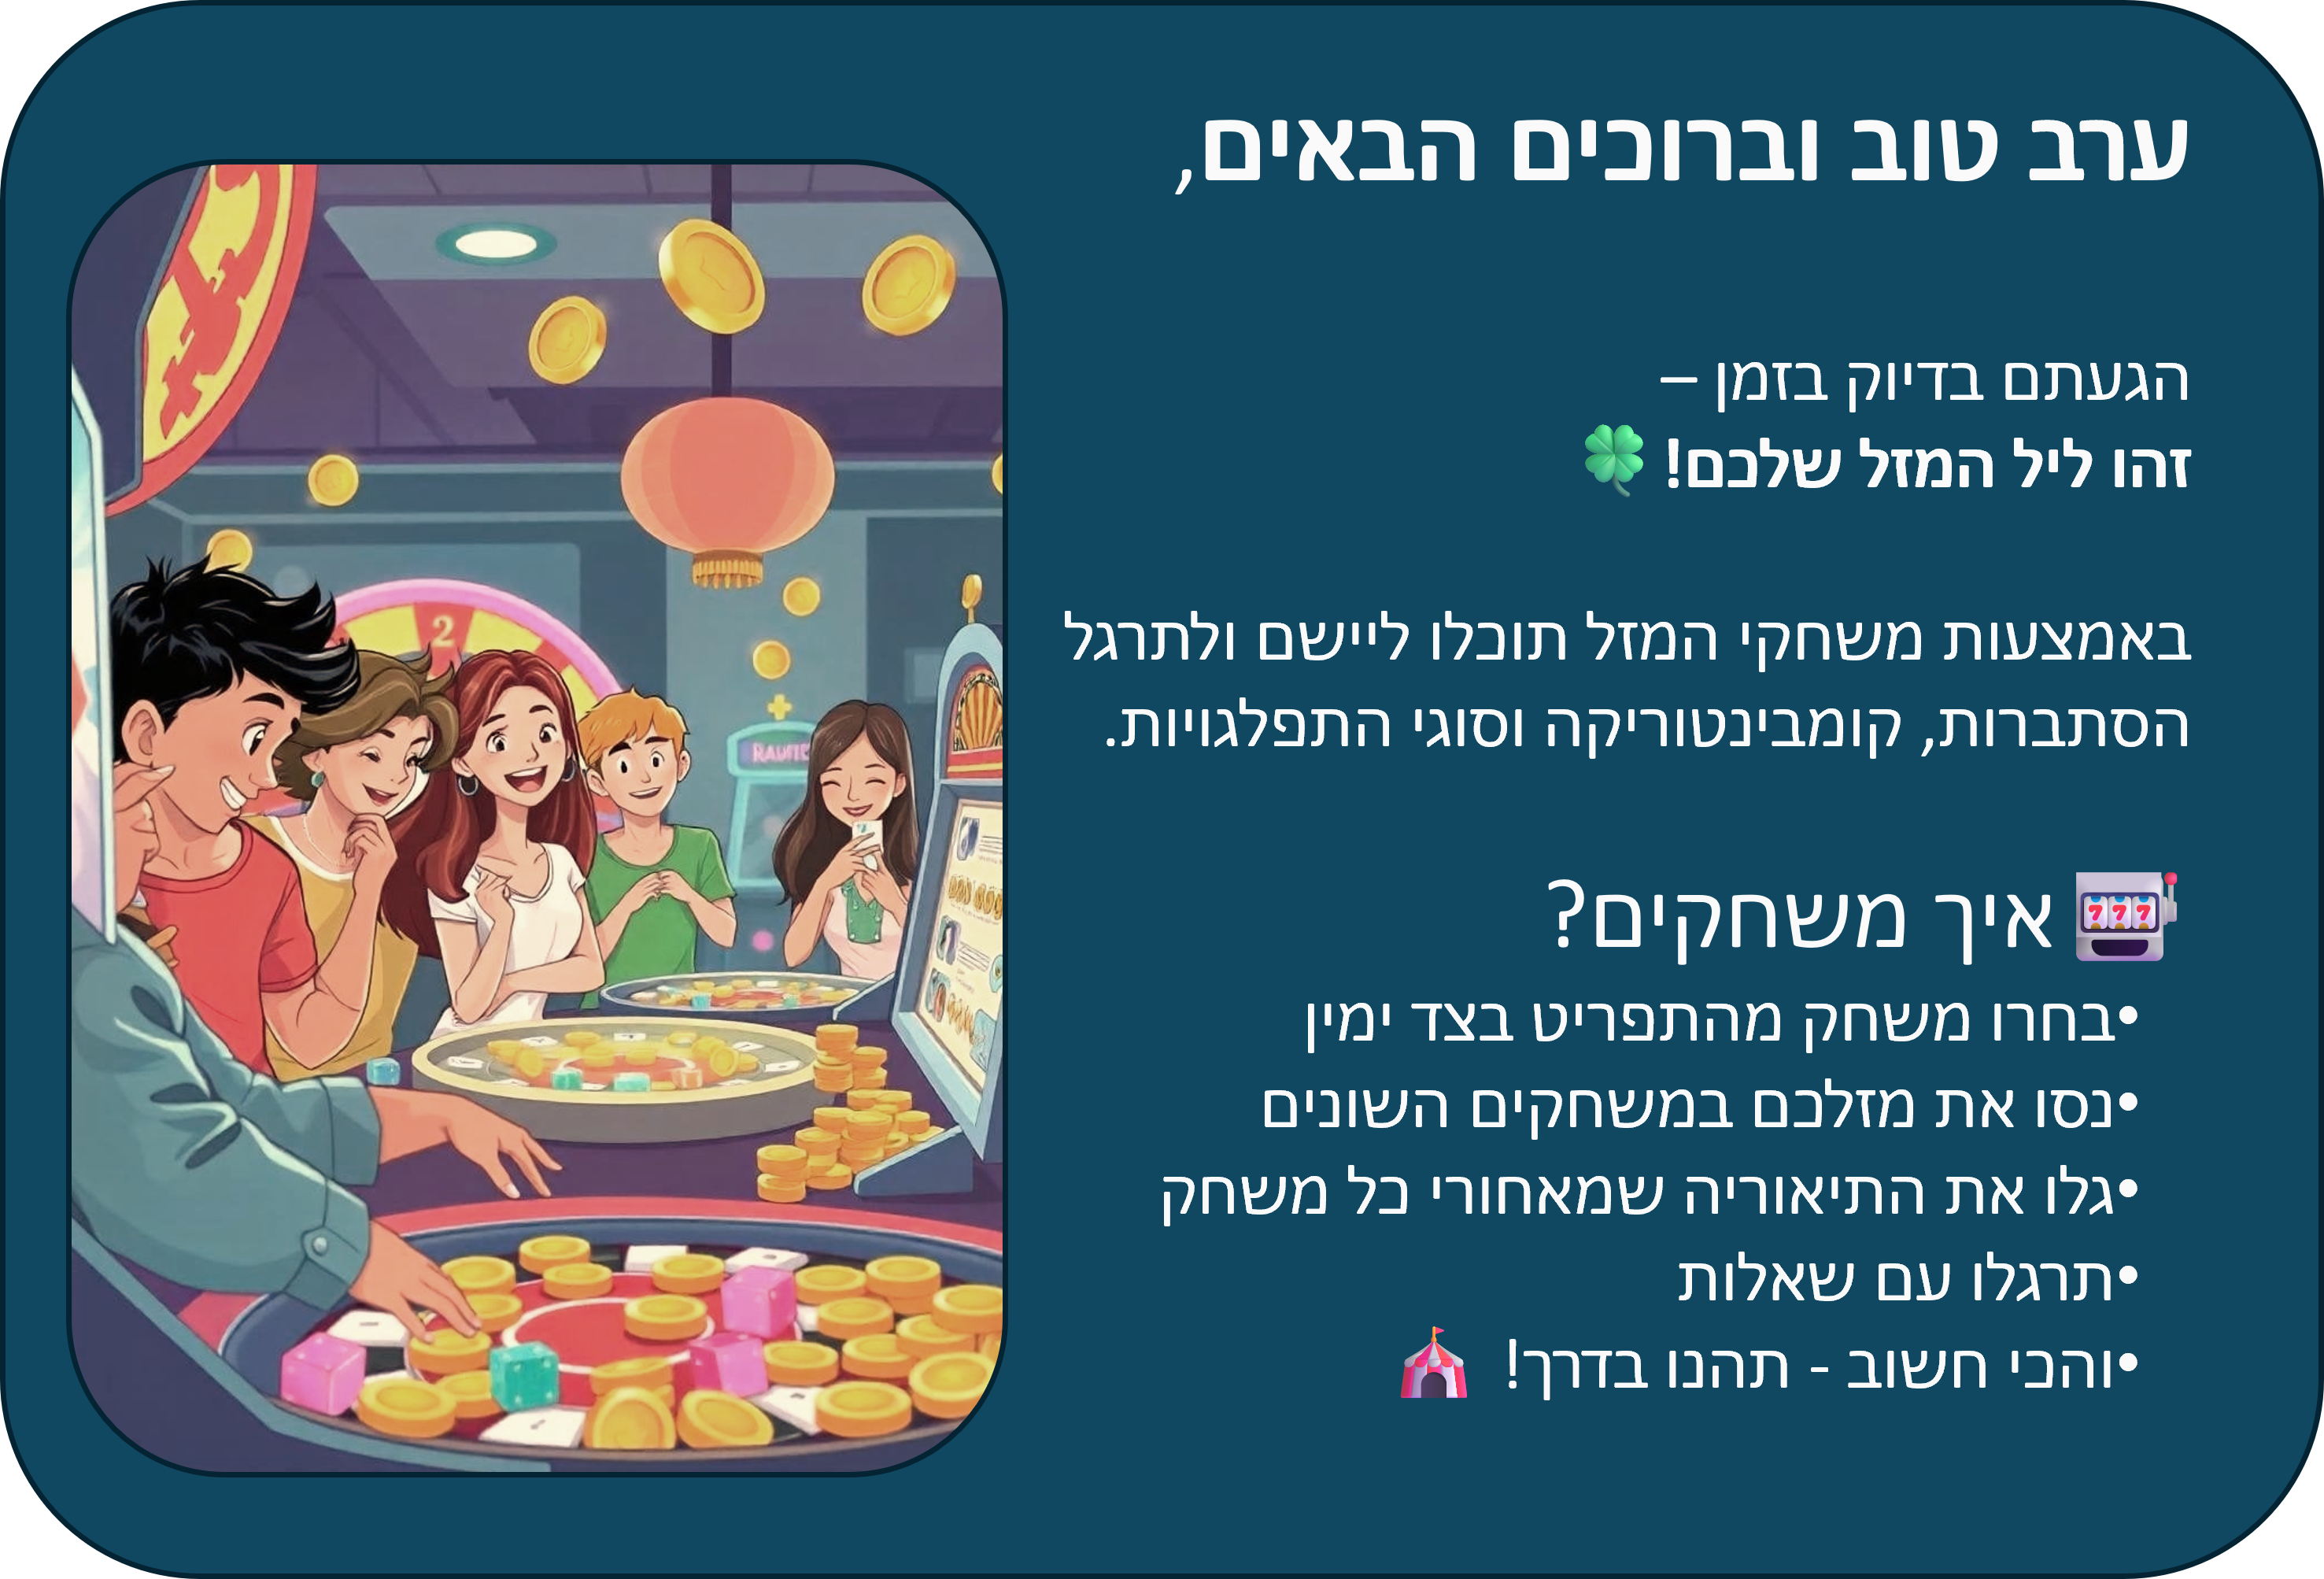 ערב טוב וברוכים הבאים,
הגעתם בדיוק בזמן –
זהו ליל המזל שלכם! 🍀
באמצעות משחקי המזל תוכלו ליישם ולתרגל
הסתברות, קומבינטוריקה וסוגי התפלגויות.
🎰 איך משחקים?
•בחרו משחק מהתפריט בצד ימין
•נסו את מזלכם במשחקים השונים
•גלו את התיאוריה שמאחורי כל משחק
•תרגלו עם שאלות
•והכי חשוב - תהנו בדרך! 🎪
2